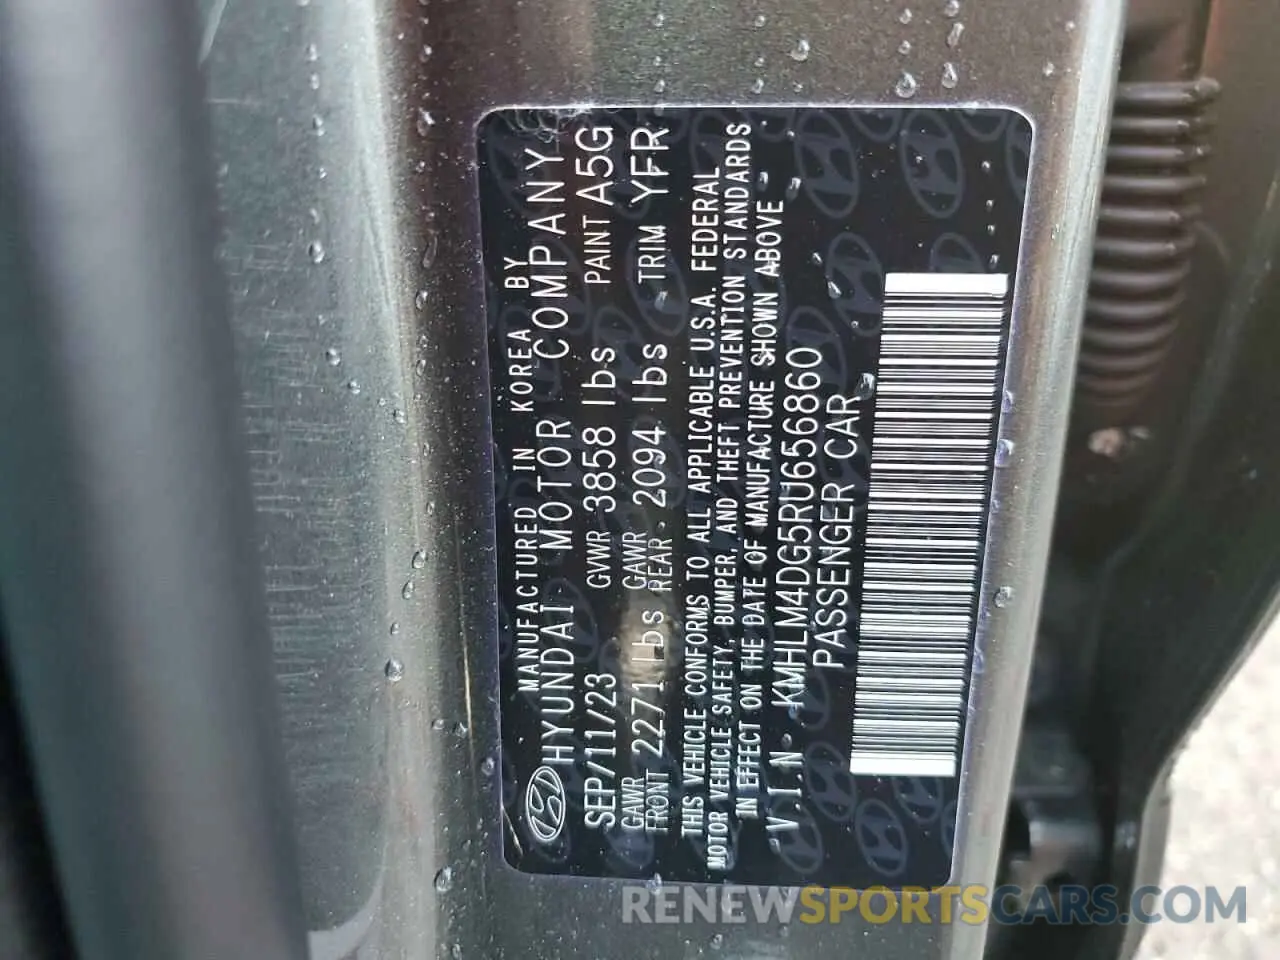 MANUFACTURED IN KOREA BY
HYUNDAI MOTOR COMPANY
SEP/11/23 GVWR 3858 lbs PAINT A5G
GAWR FRONT 2271 lbs GAWR REAR 2094 lbs TRIM YFR
THIS VEHICLE CONFORMS TO ALL APPLICABLE U.S.A. FEDERAL
MOTOR VEHICLE SAFETY, BUMPER, AND THEFT PREVENTION STANDARDS
IN EFFECT ON THE DATE OF MANUFACTURE SHOWN ABOVE
V.I.N KMHLM4DG5RU656860
PASSENGER CAR
RENEWSPORTSCARS.COM